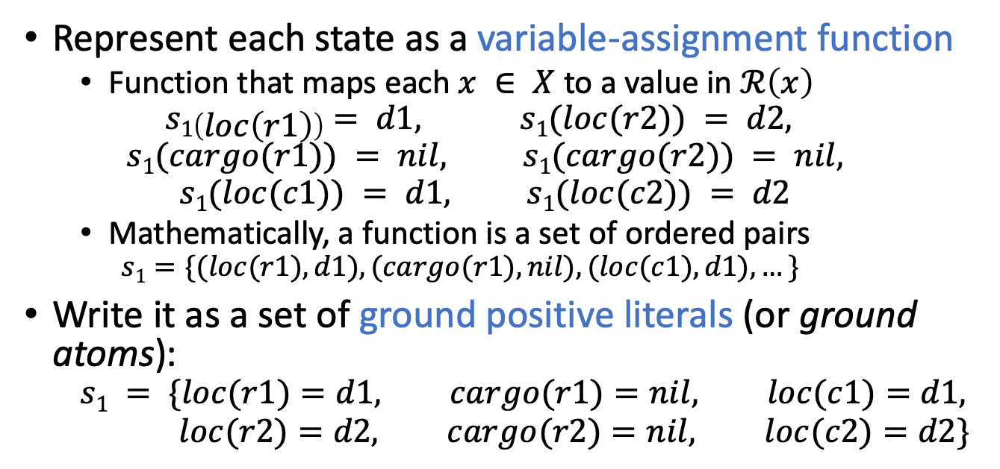 • Represent each state as a variable-assignment function
• Function that maps each x ∈ X to a value in ℛ(x)
s₁(loc(r1)) = d1, s₁(loc(r2)) = d2,
s₁(cargo(r1)) = nil, s₁(cargo(r2)) = nil,
s₁(loc(c1)) = d1, s₁(loc(c2)) = d2
• Mathematically, a function is a set of ordered pairs
s₁ = {(loc(r1), d1), (cargo(r1), nil), (loc(c1), d1), … }
• Write it as a set of ground positive literals (or ground
atoms):
s₁ = {loc(r1) = d1, cargo(r1) = nil, loc(c1) = d1,
loc(r2) = d2, cargo(r2) = nil, loc(c2) = d2}